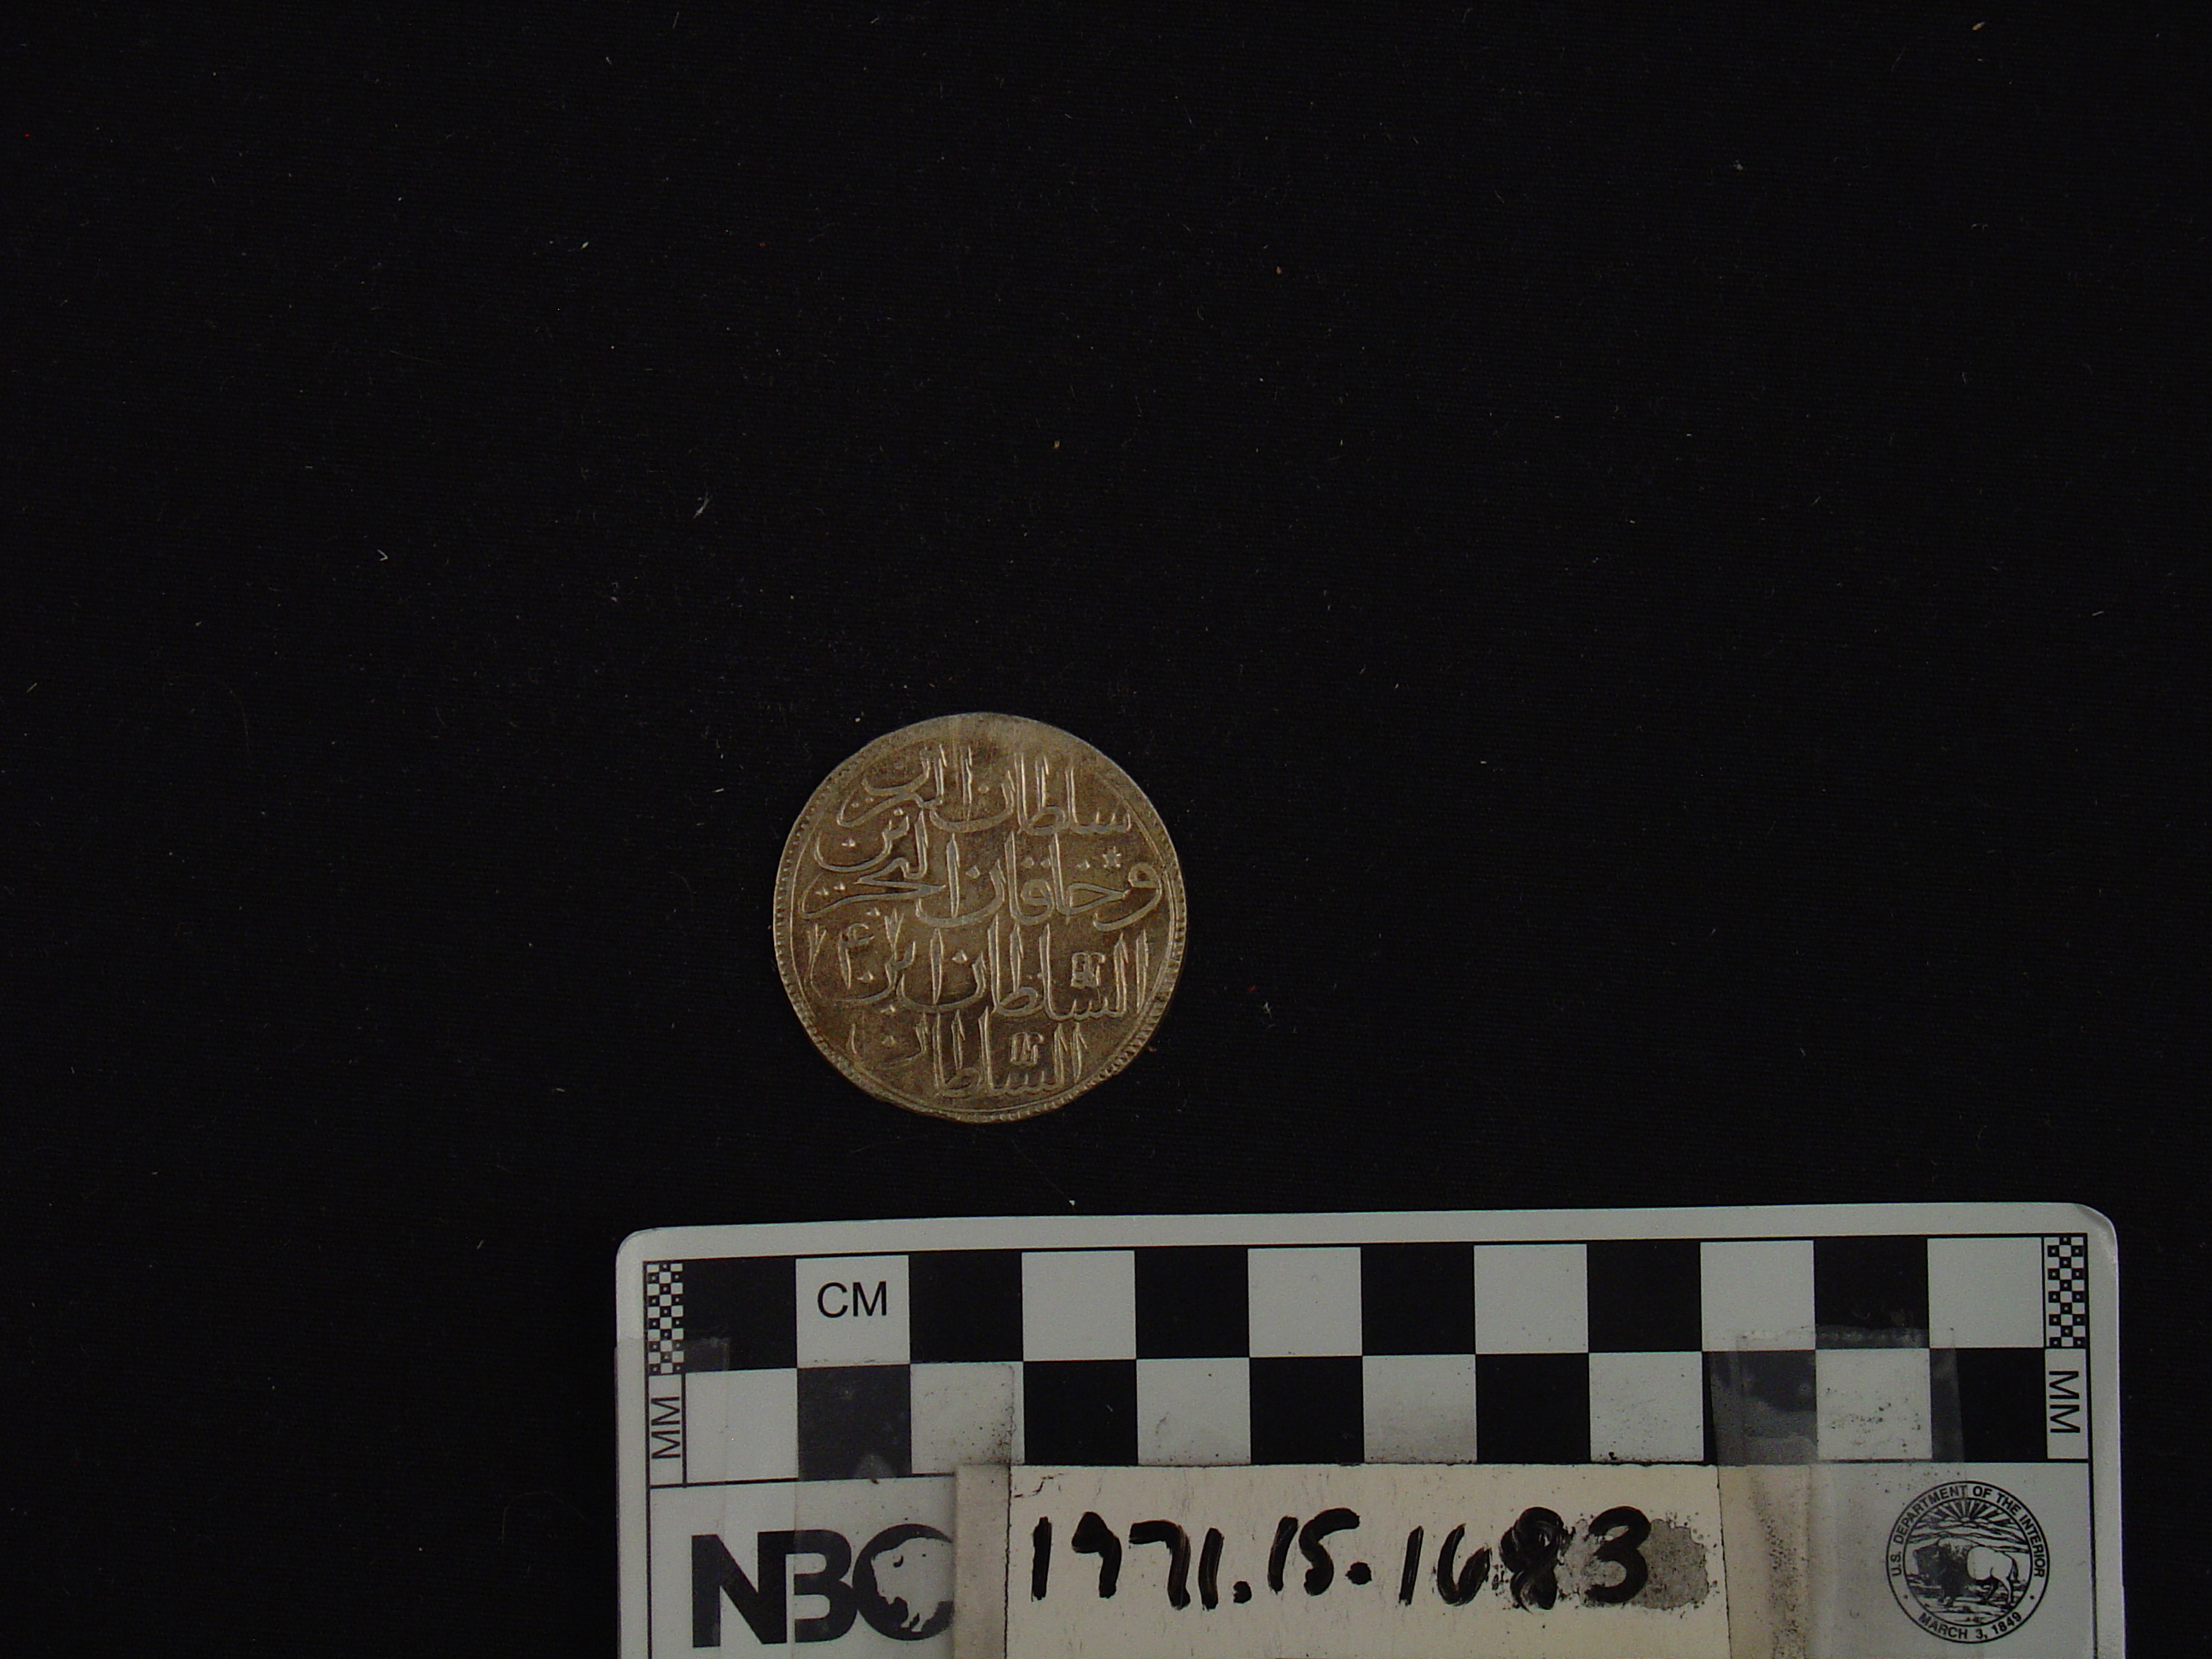 سلطان البرين
وخاقان البحرين
السلطان بن
السلطان
CM
MM
MM
NBC
1971.15.1683
U.S. DEPARTMENT OF THE INTERIOR
MARCH 3, 1849